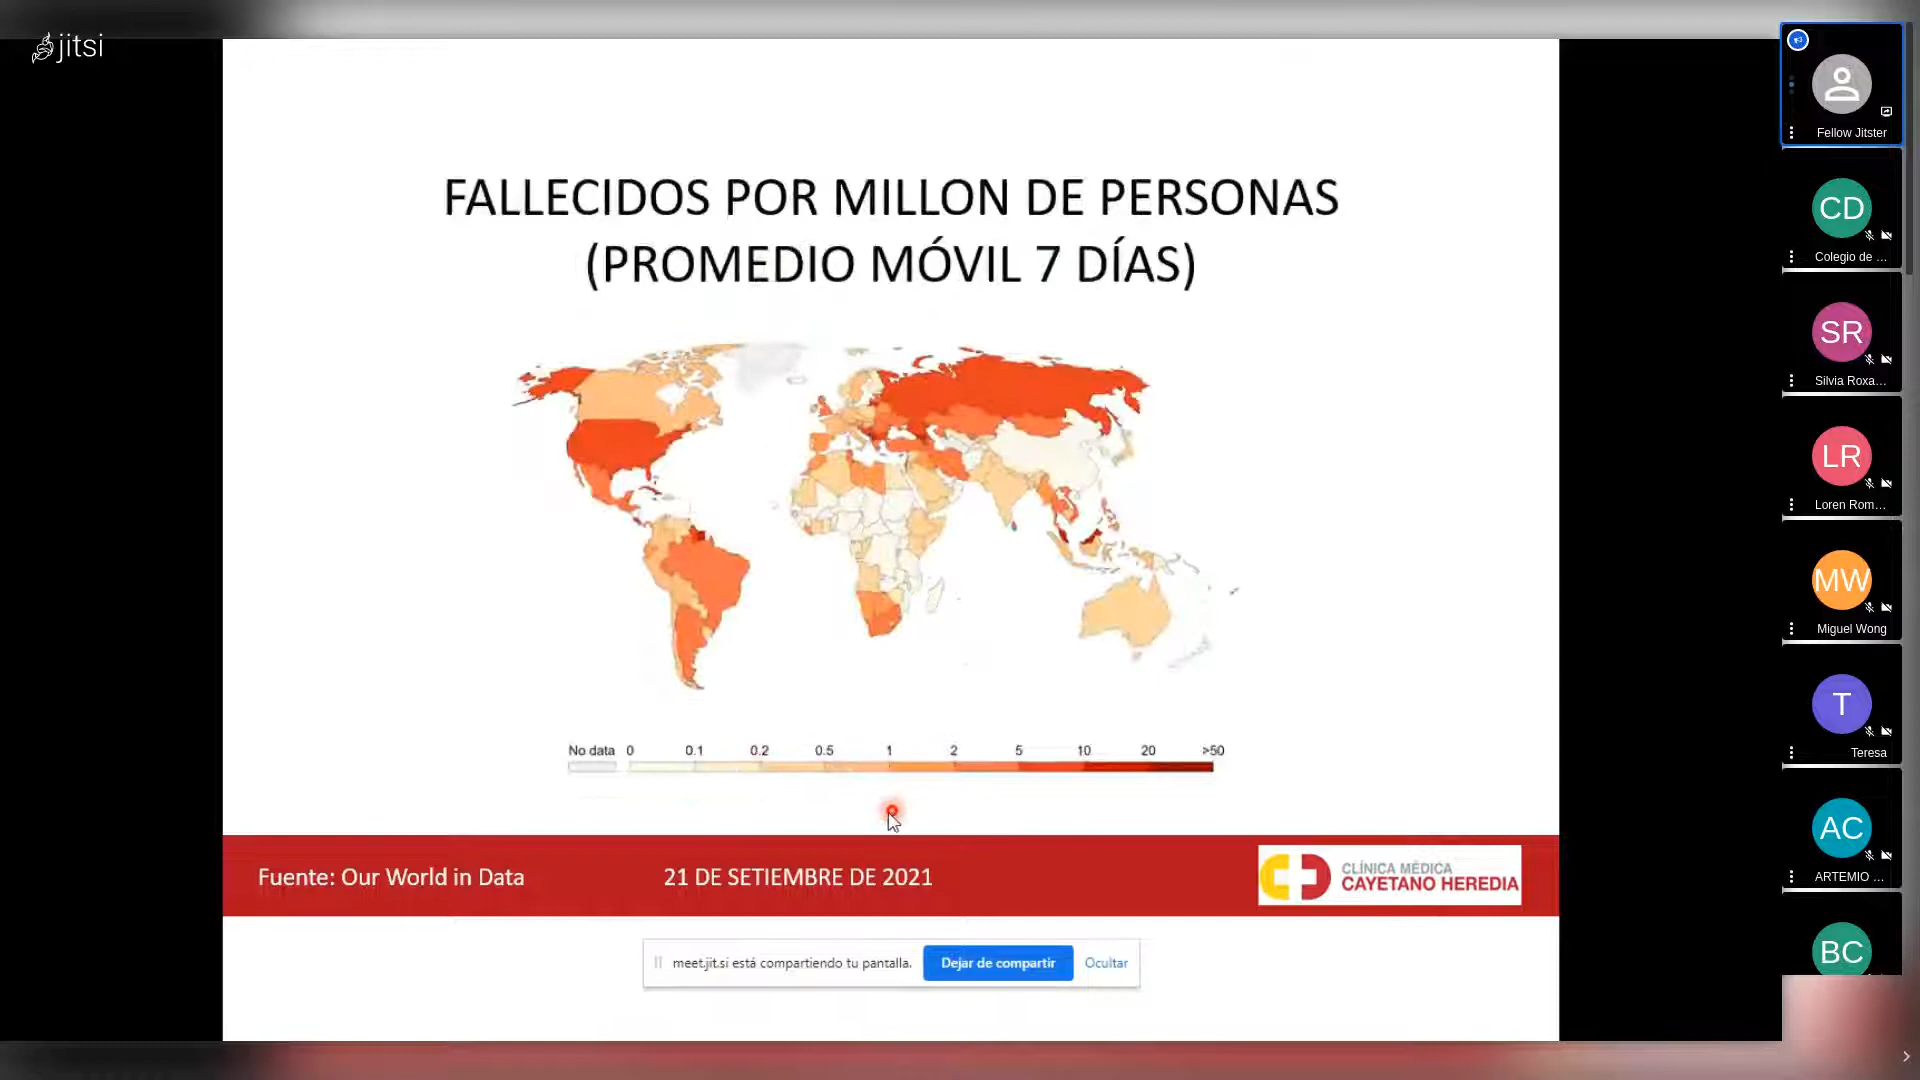 jitsi
FALLECIDOS POR MILLON DE PERSONAS
(PROMEDIO MÓVIL 7 DÍAS)
No data 0 0.1 0.2 0.5 1 2 5 10 20 >50
Fuente: Our World in Data
21 DE SETIEMBRE DE 2021
CLÍNICA MÉDICA
CAYETANO HEREDIA
meet.jit.si está compartiendo tu pantalla.
Dejar de compartir
Ocultar
Fellow Jitster
CD
Colegio de ...
SR
Silvia Roxa...
LR
Loren Rom...
MW
Miguel Wong
T
Teresa
AC
ARTEMIO ...
BC